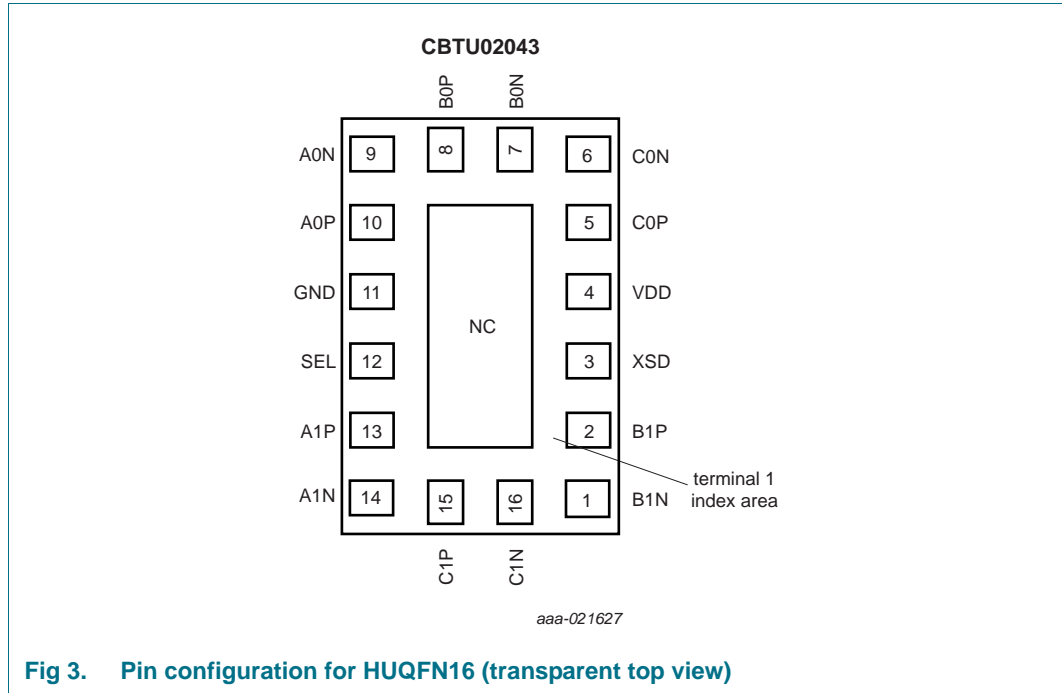 CBTU02043
B0P
B0N
A0N 9 8 7 6 C0N
A0P 10 5 C0P
GND 11 4 VDD
NC
SEL 12 3 XSD
A1P 13 2 B1P
terminal 1
index area
A1N 14 15 16 1 B1N
C1P
C1N
aaa-021627
Fig 3. Pin configuration for HUQFN16 (transparent top view)